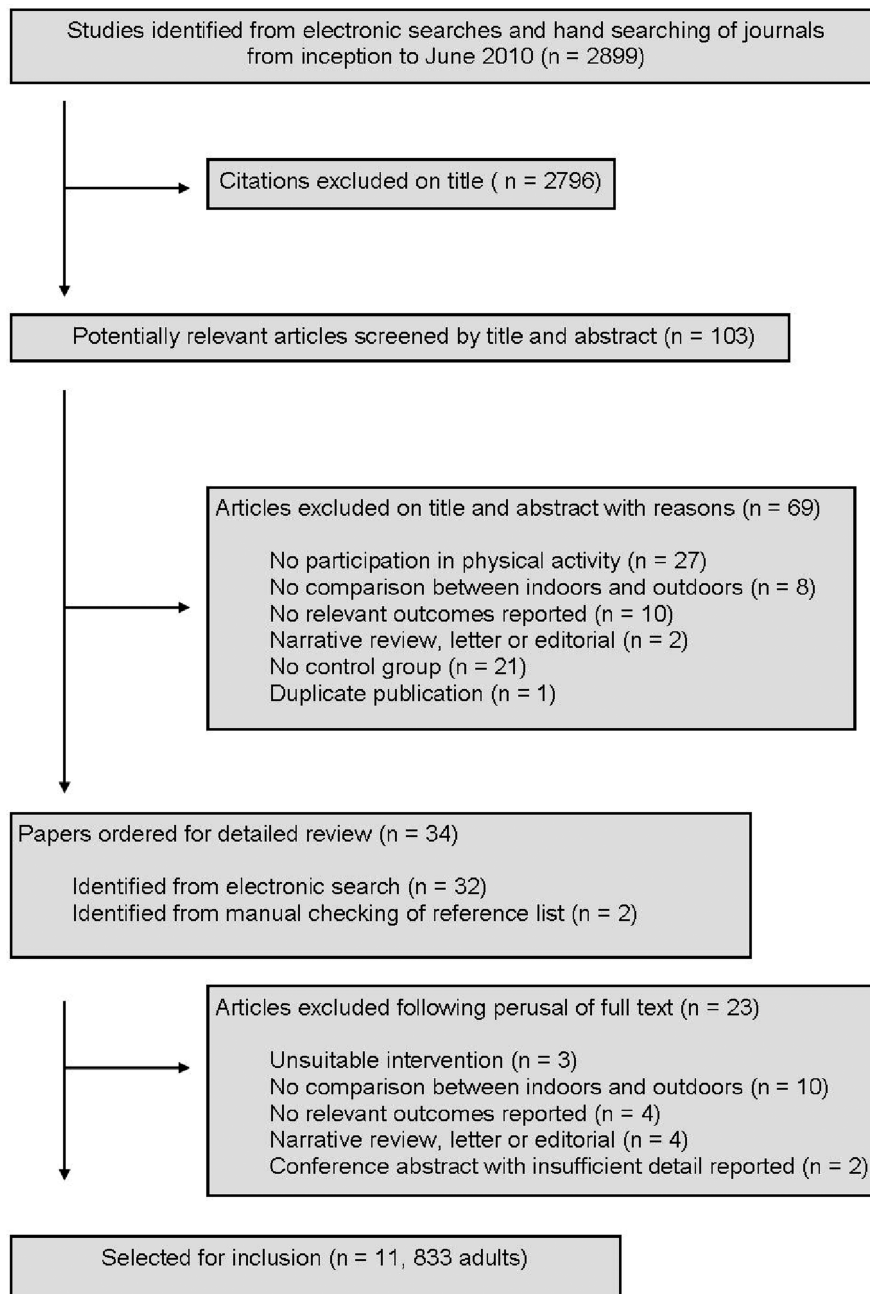 Studies identified from electronic searches and hand searching of journals
from inception to June 2010 (n = 2899)
Citations excluded on title ( n = 2796)
Potentially relevant articles screened by title and abstract (n = 103)
Articles excluded on title and abstract with reasons (n = 69)
No participation in physical activity (n = 27)
No comparison between indoors and outdoors (n = 8)
No relevant outcomes reported (n = 10)
Narrative review, letter or editorial (n = 2)
No control group (n = 21)
Duplicate publication (n = 1)
Papers ordered for detailed review (n = 34)
Identified from electronic search (n = 32)
Identified from manual checking of reference list (n = 2)
Articles excluded following perusal of full text (n = 23)
Unsuitable intervention (n = 3)
No comparison between indoors and outdoors (n = 10)
No relevant outcomes reported (n = 4)
Narrative review, letter or editorial (n = 4)
Conference abstract with insufficient detail reported (n = 2)
Selected for inclusion (n = 11, 833 adults)